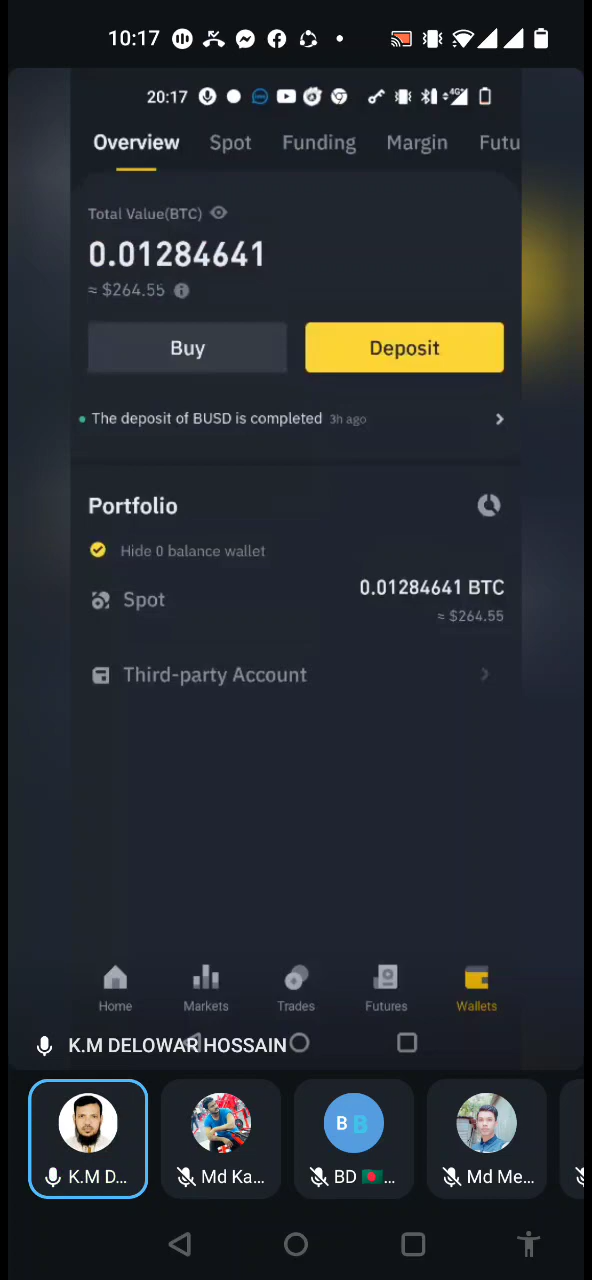 10:17
20:17
4G+
Overview Spot Funding Margin Futu
Total Value(BTC)
0.01284641
≈ $264.55
Buy Deposit
The deposit of BUSD is completed 3h ago
Portfolio
Hide 0 balance wallet
Spot 0.01284641 BTC
≈ $264.55
Third-party Account
Home Markets Trades Futures Wallets
K.M DELOWAR HOSSAIN
B B
K.M D... Md Ka... BD 🇧🇩... Md Me...